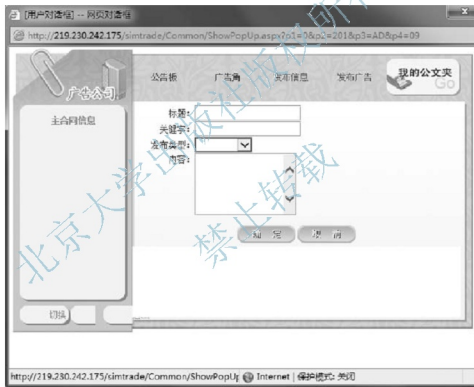 [用户对话框] -- 网页对话框
http://219.230.242.175/simtrade/Common/ShowPopUp.aspx?p1=0&p2=201&p3=AD&p4=09
广告公司
公告板 广告角 发布信息 发布广告 我的公文夹
Go
主合同信息
标题:
关键字:
发布类型:
内容:
确 定 取 消
切换
http://219.230.242.175/simtrade/Common/ShowPopUp Internet | 保护模式: 关闭
北京大学出版社版权所有
禁止转载